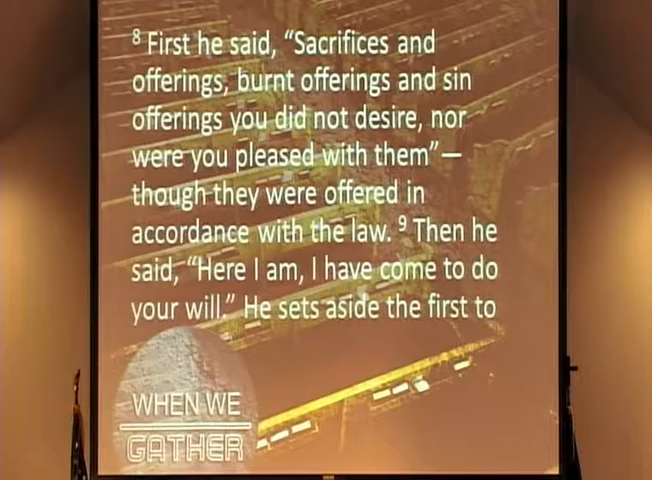 8 First he said, “Sacrifices and
offerings, burnt offerings and sin
offerings you did not desire, nor
were you pleased with them”—
though they were offered in
accordance with the law. 9 Then he
said, “Here I am, I have come to do
your will.” He sets aside the first to
WHEN WE
GATHER